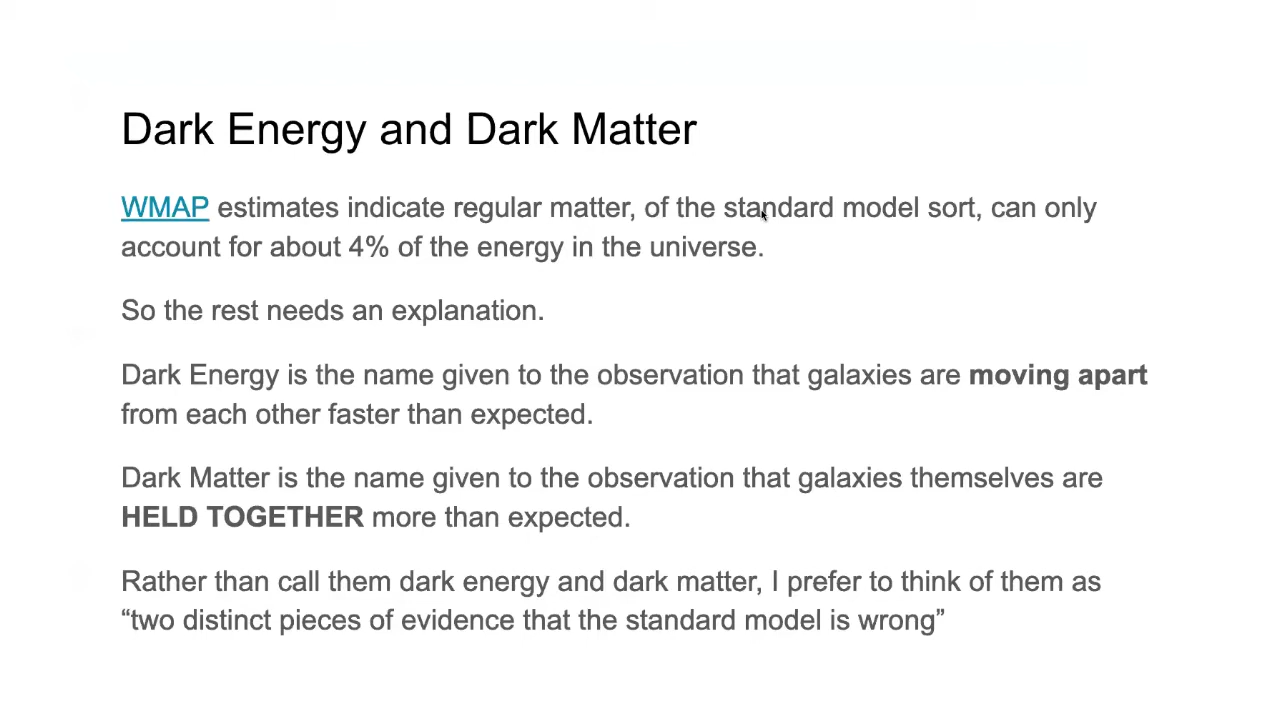 Dark Energy and Dark Matter
WMAP estimates indicate regular matter, of the standard model sort, can only
account for about 4% of the energy in the universe.
So the rest needs an explanation.
Dark Energy is the name given to the observation that galaxies are moving apart
from each other faster than expected.
Dark Matter is the name given to the observation that galaxies themselves are
HELD TOGETHER more than expected.
Rather than call them dark energy and dark matter, I prefer to think of them as
“two distinct pieces of evidence that the standard model is wrong”